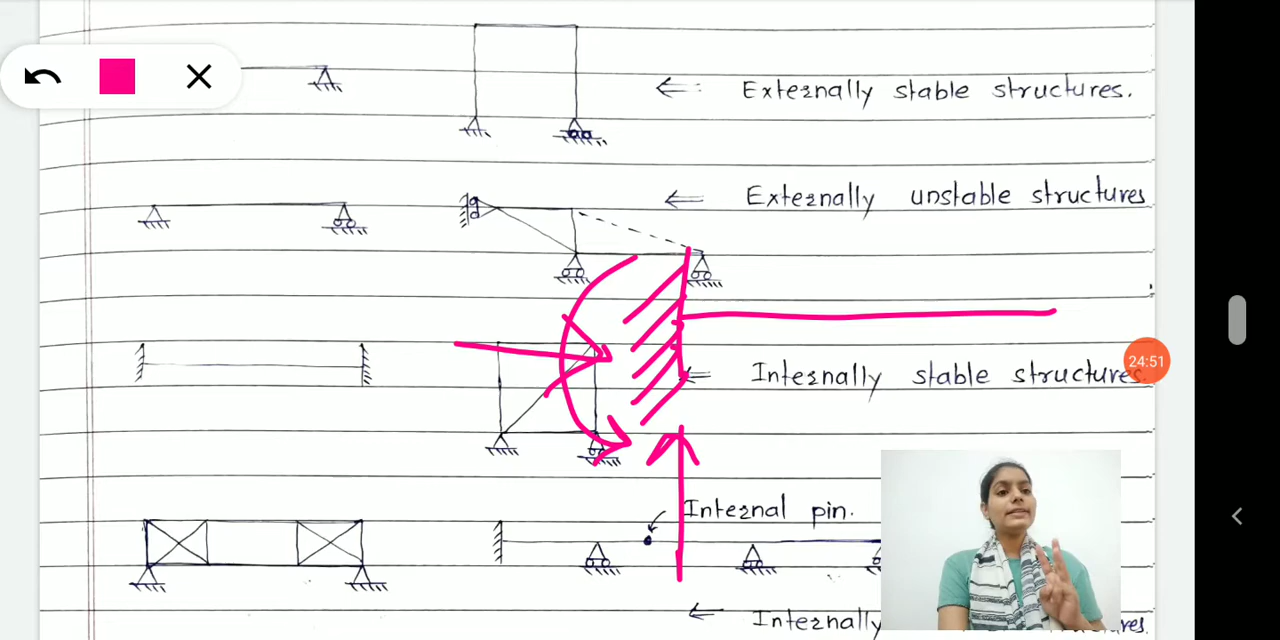 ⇐ Externally stable structures.
⇐ Externally unstable structures
24:51
⇐ Internally stable structures.
Internal pin.
← Internally